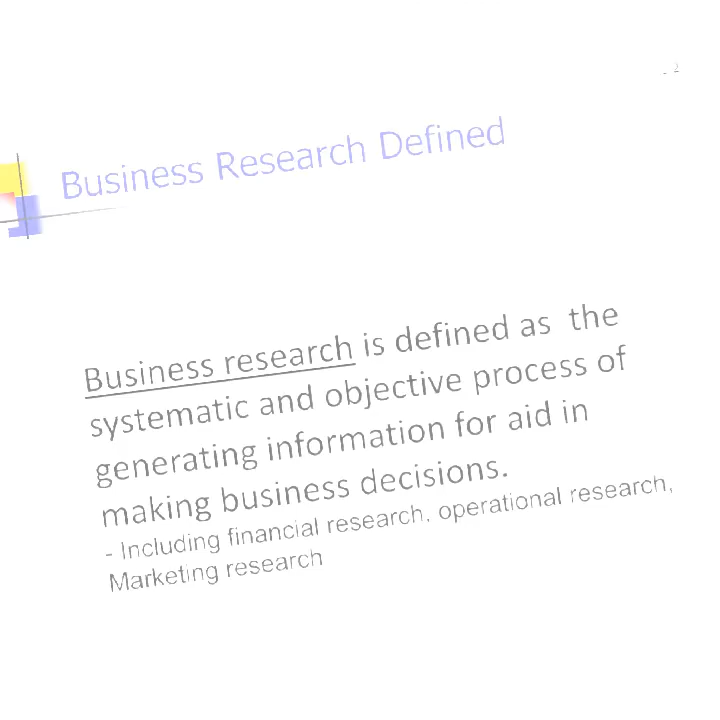 2
Business Research Defined
Business research is defined as the
systematic and objective process of
generating information for aid in
making business decisions.
- Including financial research, operational research,
Marketing research